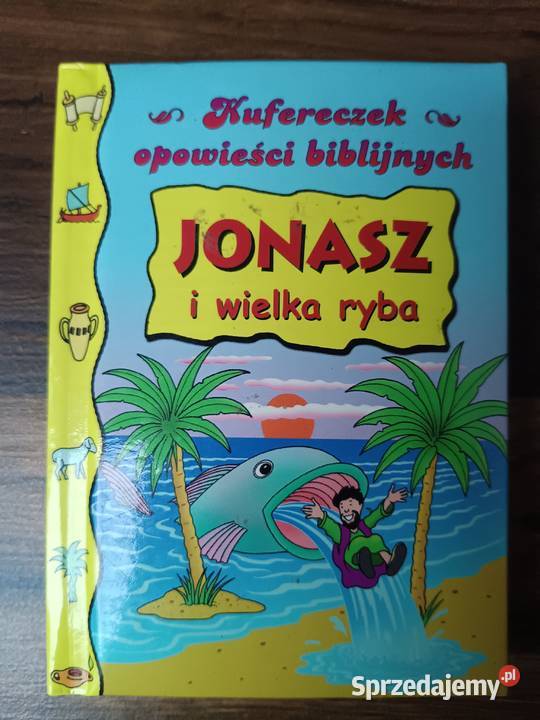 Kufereczek
opowieści biblijnych
JONASZ
i wielka ryba
Sprzedajemy.pl